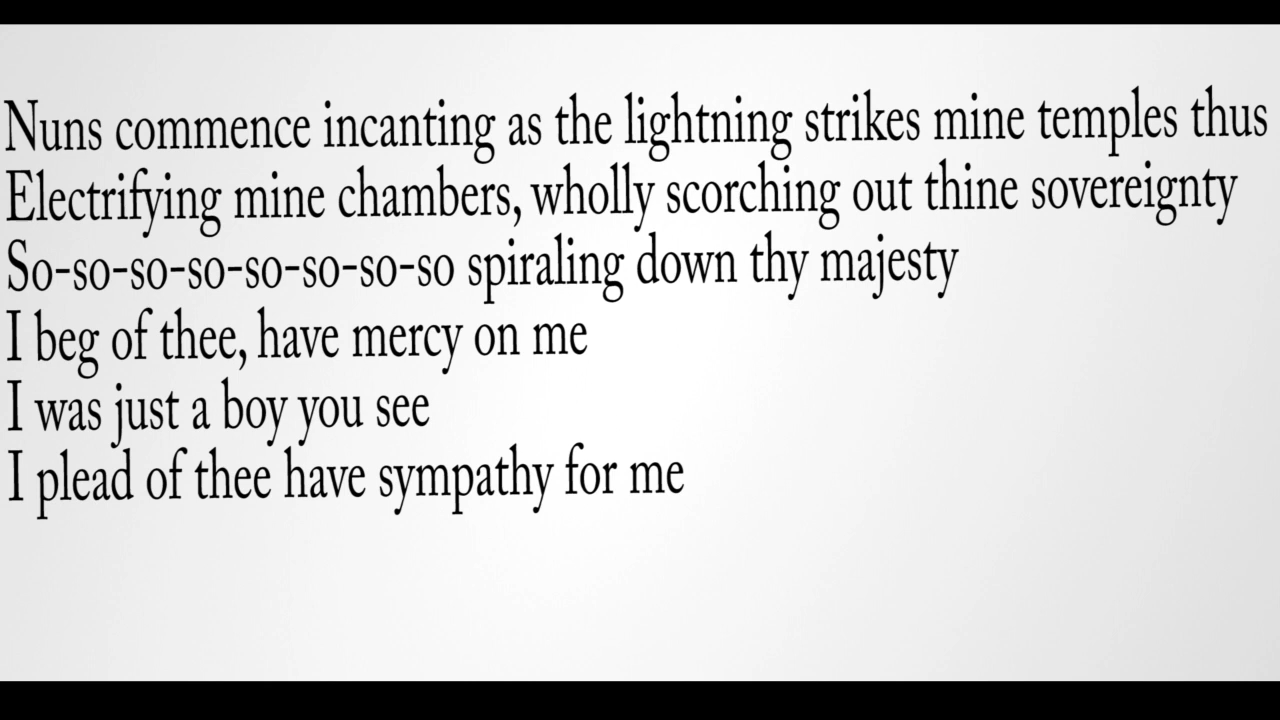 Nuns commence incanting as the lightning strikes mine temples thus
Electrifying mine chambers, wholly scorching out thine sovereignty
So-so-so-so-so-so-so-so spiraling down thy majesty
I beg of thee, have mercy on me
I was just a boy you see
I plead of thee have sympathy for me